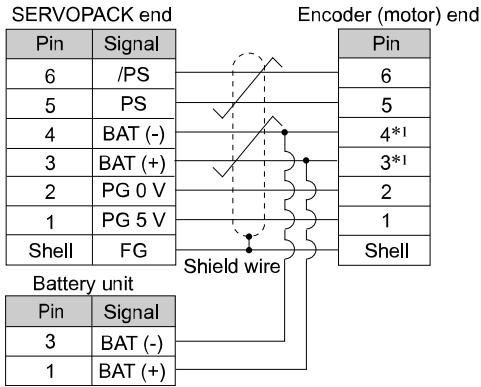 SERVOPACK end Encoder (motor) end
Pin Signal Pin
6 /PS 6
5 PS 5
4 BAT (-) 4*1
3 BAT (+) 3*1
2 PG 0 V 2
1 PG 5 V 1
Shell FG Shell
Shield wire
Battery unit
Pin Signal
3 BAT (-)
1 BAT (+)